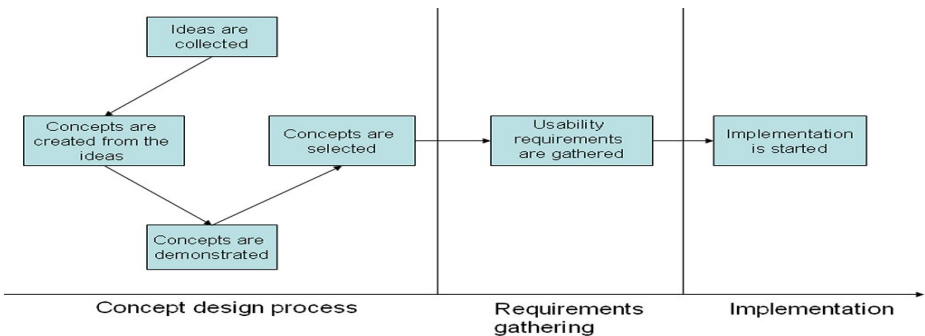 Ideas are
collected
Concepts are
created from the
ideas
Concepts are
demonstrated
Concepts are
selected
Usability
requirements
are gathered
Implementation
is started
Concept design process
Requirements
gathering
Implementation